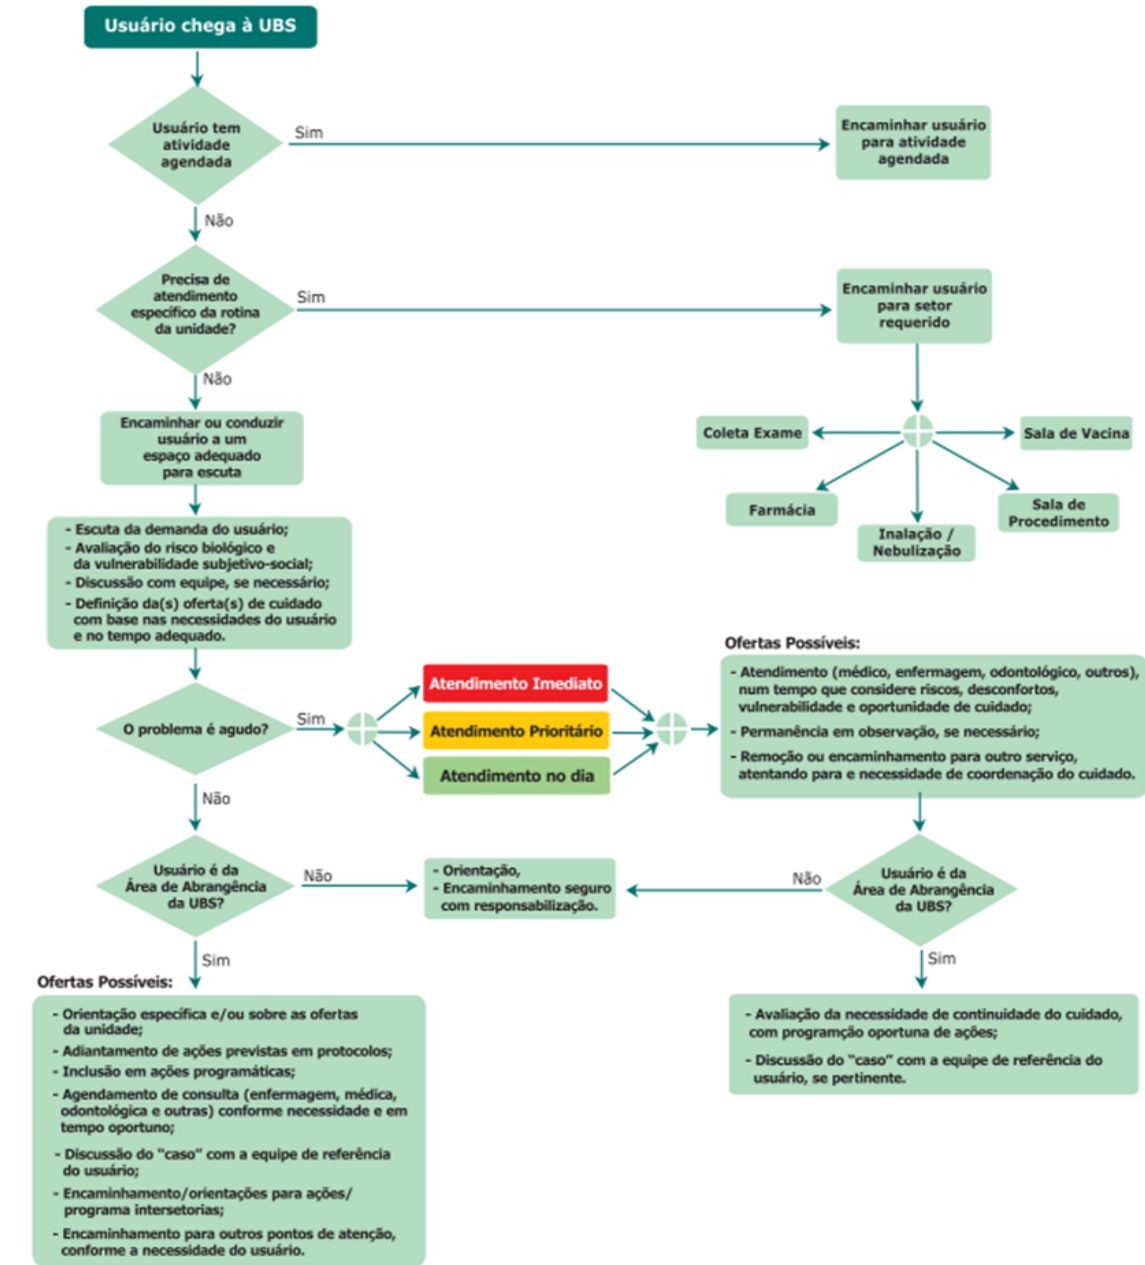 Usuário chega à UBS
Usuário tem
atividade
agendada
Sim
Encaminhar usuário
para atividade
agendada
Não
Precisa de
atendimento
específico da rotina
da unidade?
Sim
Encaminhar usuário
para setor
requerido
Não
Encaminhar ou conduzir
usuário a um
espaço adequado
para escuta
Coleta Exame
Sala de Vacina
Farmácia
Sala de
Procedimento
Inalação /
Nebulização
- Escuta da demanda do usuário;
- Avaliação do risco biológico e
da vulnerabilidade subjetivo-social;
- Discussão com equipe, se necessário;
- Definição da(s) oferta(s) de cuidado
com base nas necessidades do usuário
e no tempo adequado.
O problema é agudo?
Sim
Atendimento Imediato
Atendimento Prioritário
Atendimento no dia
Ofertas Possíveis:
- Atendimento (médico, enfermagem, odontológico, outros),
num tempo que considere riscos, desconfortos,
vulnerabilidade e oportunidade de cuidado;
- Permanência em observação, se necessário;
- Remoção ou encaminhamento para outro serviço,
atentando para e necessidade de coordenação do cuidado.
Não
Usuário é da
Área de Abrangência
da UBS?
Não
- Orientação,
- Encaminhamento seguro
com responsabilização.
Não
Usuário é da
Área de Abrangência
da UBS?
Sim
Sim
Ofertas Possíveis:
- Orientação específica e/ou sobre as ofertas
da unidade;
- Adiantamento de ações previstas em protocolos;
- Inclusão em ações programáticas;
- Agendamento de consulta (enfermagem, médica,
odontológica e outras) conforme necessidade e em
tempo oportuno;
- Discussão do "caso" com a equipe de referência
do usuário;
- Encaminhamento/orientações para ações/
programa intersetorias;
- Encaminhamento para outros pontos de atenção,
conforme a necessidade do usuário.
- Avaliação da necessidade de continuidade do cuidado,
com programção oportuna de ações;
- Discussão do "caso" com a equipe de referência do
usuário, se pertinente.